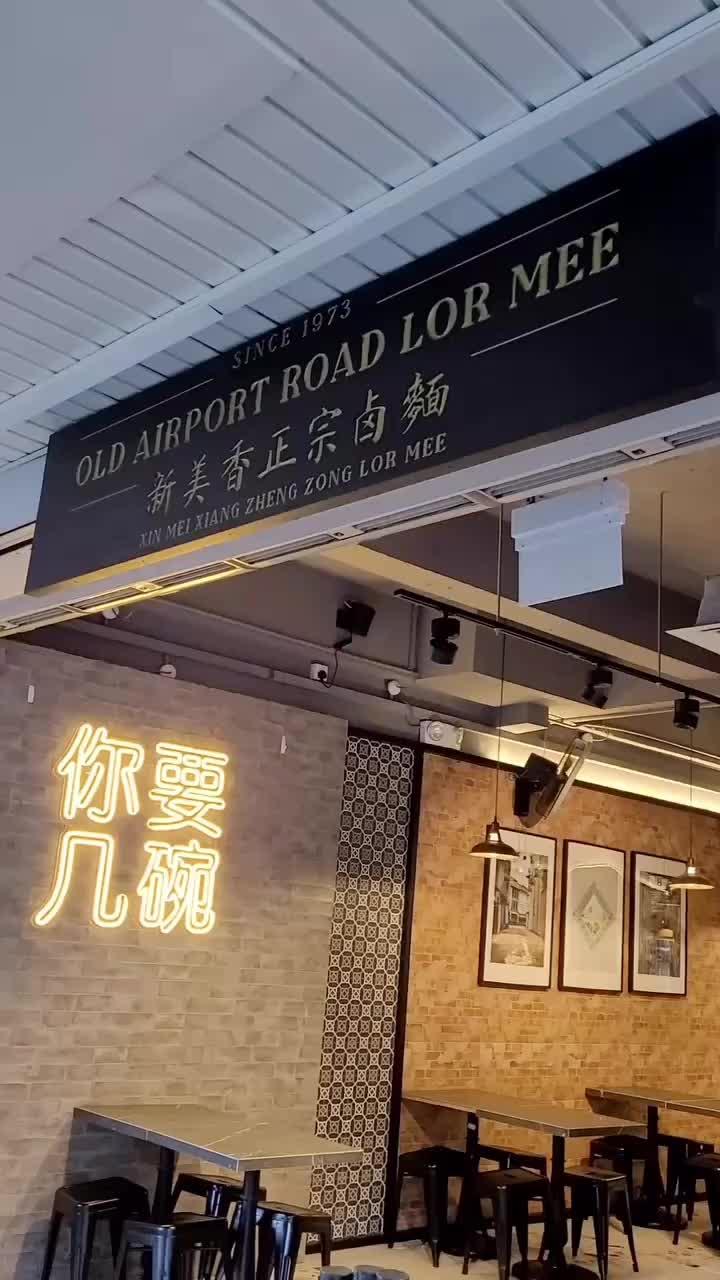 SINCE 1973
OLD AIRPORT ROAD LOR MEE
新美香正宗卤麵
XIN MEI XIANG ZHENG ZONG LOR MEE
你要
几碗